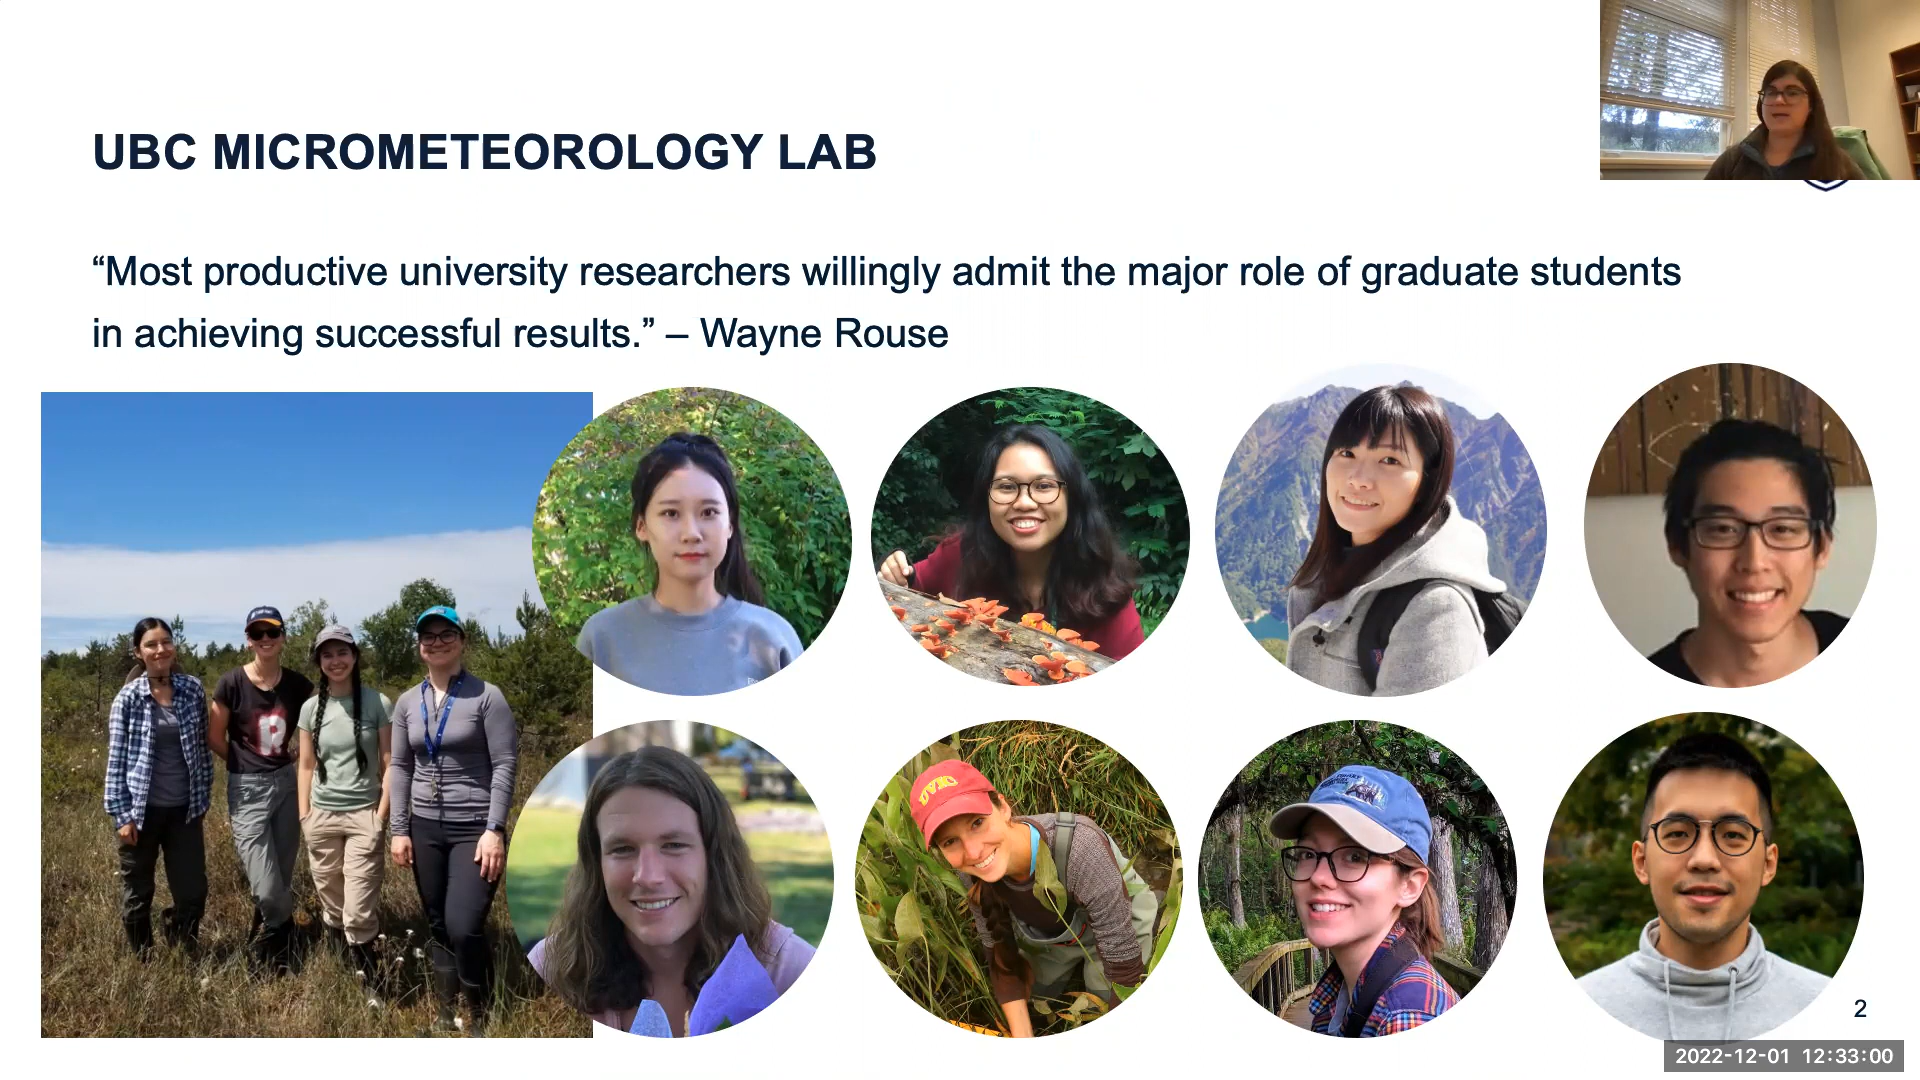 UBC MICROMETEOROLOGY LAB
“Most productive university researchers willingly admit the major role of graduate students
in achieving successful results.” – Wayne Rouse
R
UVIC
2
2022-12-01 12:33:00